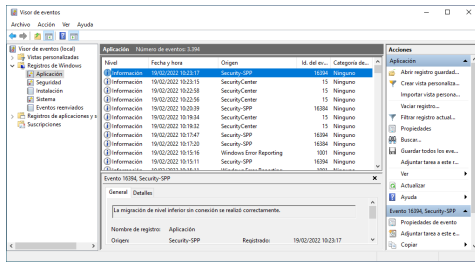 Visor de eventos
Archivo Acción Ver Ayuda
Visor de eventos (local)
Vistas personalizadas
Registros de Windows
Aplicación
Seguridad
Instalación
Sistema
Eventos reenviados
Registros de aplicaciones y s
Suscripciones
Aplicación Número de eventos: 3.394
Nivel Fecha y hora Origen Id. del ev... Categoría de...
Información 19/02/2022 10:23:17 Security-SPP 16394 Ninguno
Información 19/02/2022 10:23:15 SecurityCenter 15 Ninguno
Información 19/02/2022 10:22:58 SecurityCenter 15 Ninguno
Información 19/02/2022 10:22:56 SecurityCenter 15 Ninguno
Información 19/02/2022 10:20:39 Security-SPP 16384 Ninguno
Información 19/02/2022 10:19:34 SecurityCenter 15 Ninguno
Información 19/02/2022 10:19:32 SecurityCenter 15 Ninguno
Información 19/02/2022 10:17:47 Security-SPP 16394 Ninguno
Información 19/02/2022 10:17:20 Security-SPP 16384 Ninguno
Información 19/02/2022 10:15:16 Windows Error Reporting 1001 Ninguno
Información 19/02/2022 10:15:11 Security-SPP 16394 Ninguno
Evento 16394, Security-SPP
General Detalles
La migración de nivel inferior sin conexión se realizó correctamente.
Nombre de registro: Aplicación
Origen: Security-SPP Registrado: 19/02/2022 10:23:17
Acciones
Aplicación
Abrir registro guardad...
Crear vista personaliza...
Importar vista persona...
Vaciar registro...
Filtrar registro actual...
Propiedades
Buscar...
Guardar todos los eve...
Adjuntar tarea a este r...
Ver
Actualizar
Ayuda
Evento 16394, Security-SPP
Propiedades de evento
Adjuntar tarea a este e...
Copiar